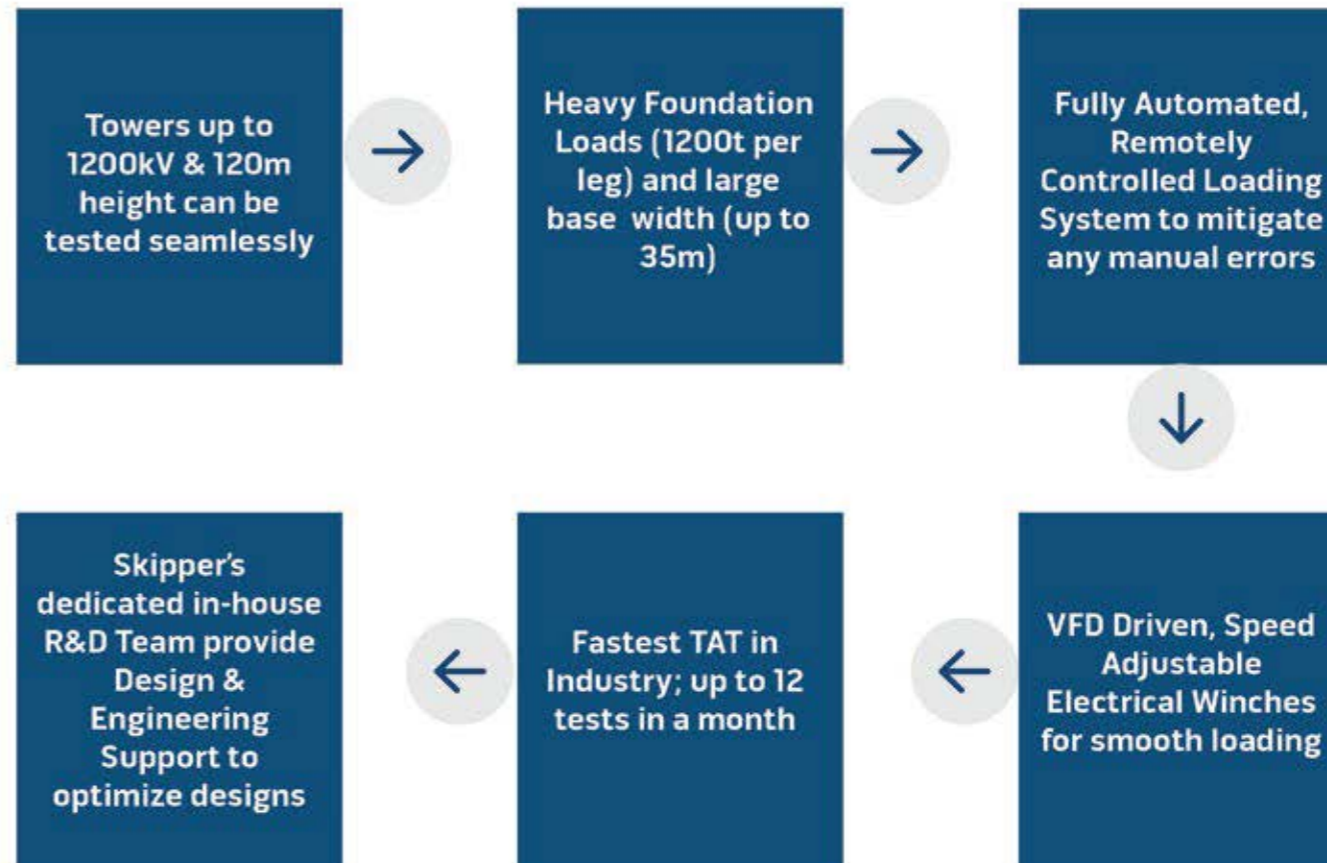 Towers up to
1200kV & 120m
height can be
tested seamlessly
Heavy Foundation
Loads (1200t per
leg) and large
base width (up to
35m)
Fully Automated,
Remotely
Controlled Loading
System to mitigate
any manual errors
VFD Driven, Speed
Adjustable
Electrical Winches
for smooth loading
Fastest TAT in
Industry; up to 12
tests in a month
Skipper's
dedicated in-house
R&D Team provide
Design &
Engineering
Support to
optimize designs